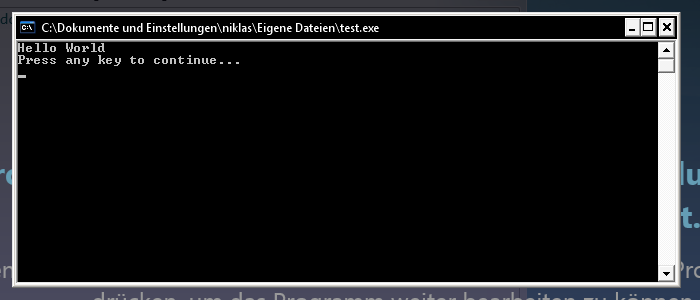 C:\Dokumente und Einstellungen\niklas\Eigene Dateien\test.exe
Hello World
Press any key to continue...
drücken, um das Programm weiter bearbeiten zu können